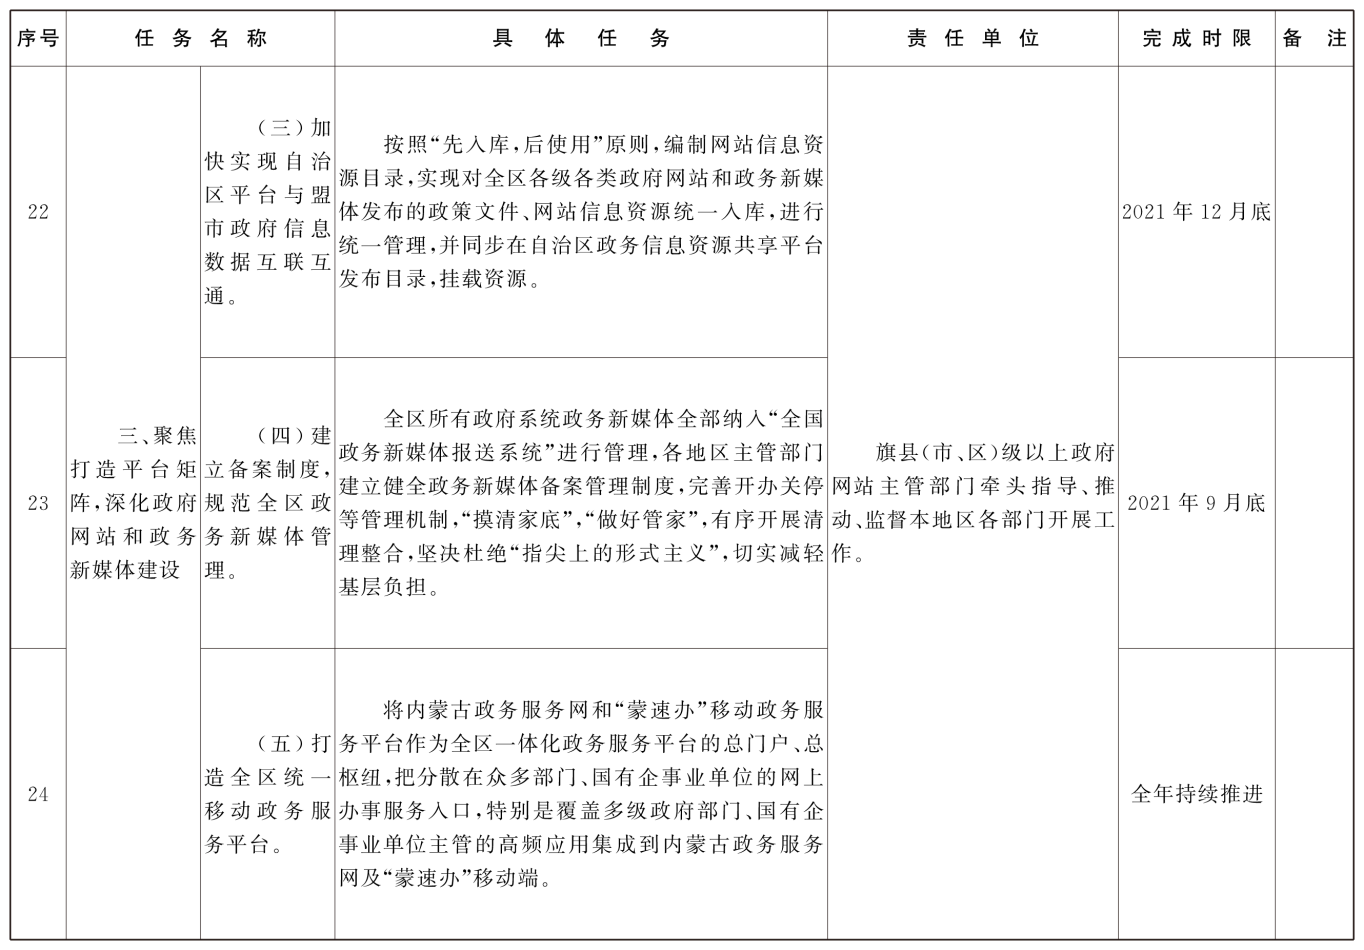 序号 任务名称 具体任务 责任单位 完成时限 备注
22
三、聚焦
打造平台矩
阵,深化政府
网站和政务
新媒体建设
(三)加
快实现自治
区平台与盟
市政府信息
数据互联互
通。
按照“先入库,后使用”原则,编制网站信息资
源目录,实现对全区各级各类政府网站和政务新媒
体发布的政策文件、网站信息资源统一入库,进行
统一管理,并同步在自治区政务信息资源共享平台
发布目录,挂载资源。
旗县(市、区)级以上政府
网站主管部门牵头指导、推
动、监督本地区各部门开展工
作。
2021年12月底
23
(四)建
立备案制度,
规范全区政
务新媒体管
理。
全区所有政府系统政务新媒体全部纳入“全国
政务新媒体报送系统”进行管理,各地区主管部门
建立健全政务新媒体备案管理制度,完善开办关停
等管理机制,“摸清家底”,“做好管家”,有序开展清
理整合,坚决杜绝“指尖上的形式主义”,切实减轻
基层负担。
2021年9月底
24
(五)打
造全区统一
移动政务服
务平台。
将内蒙古政务服务网和“蒙速办”移动政务服
务平台作为全区一体化政务服务平台的总门户、总
枢纽,把分散在众多部门、国有企事业单位的网上
办事服务入口,特别是覆盖多级政府部门、国有企
事业单位主管的高频应用集成到内蒙古政务服务
网及“蒙速办”移动端。
全年持续推进